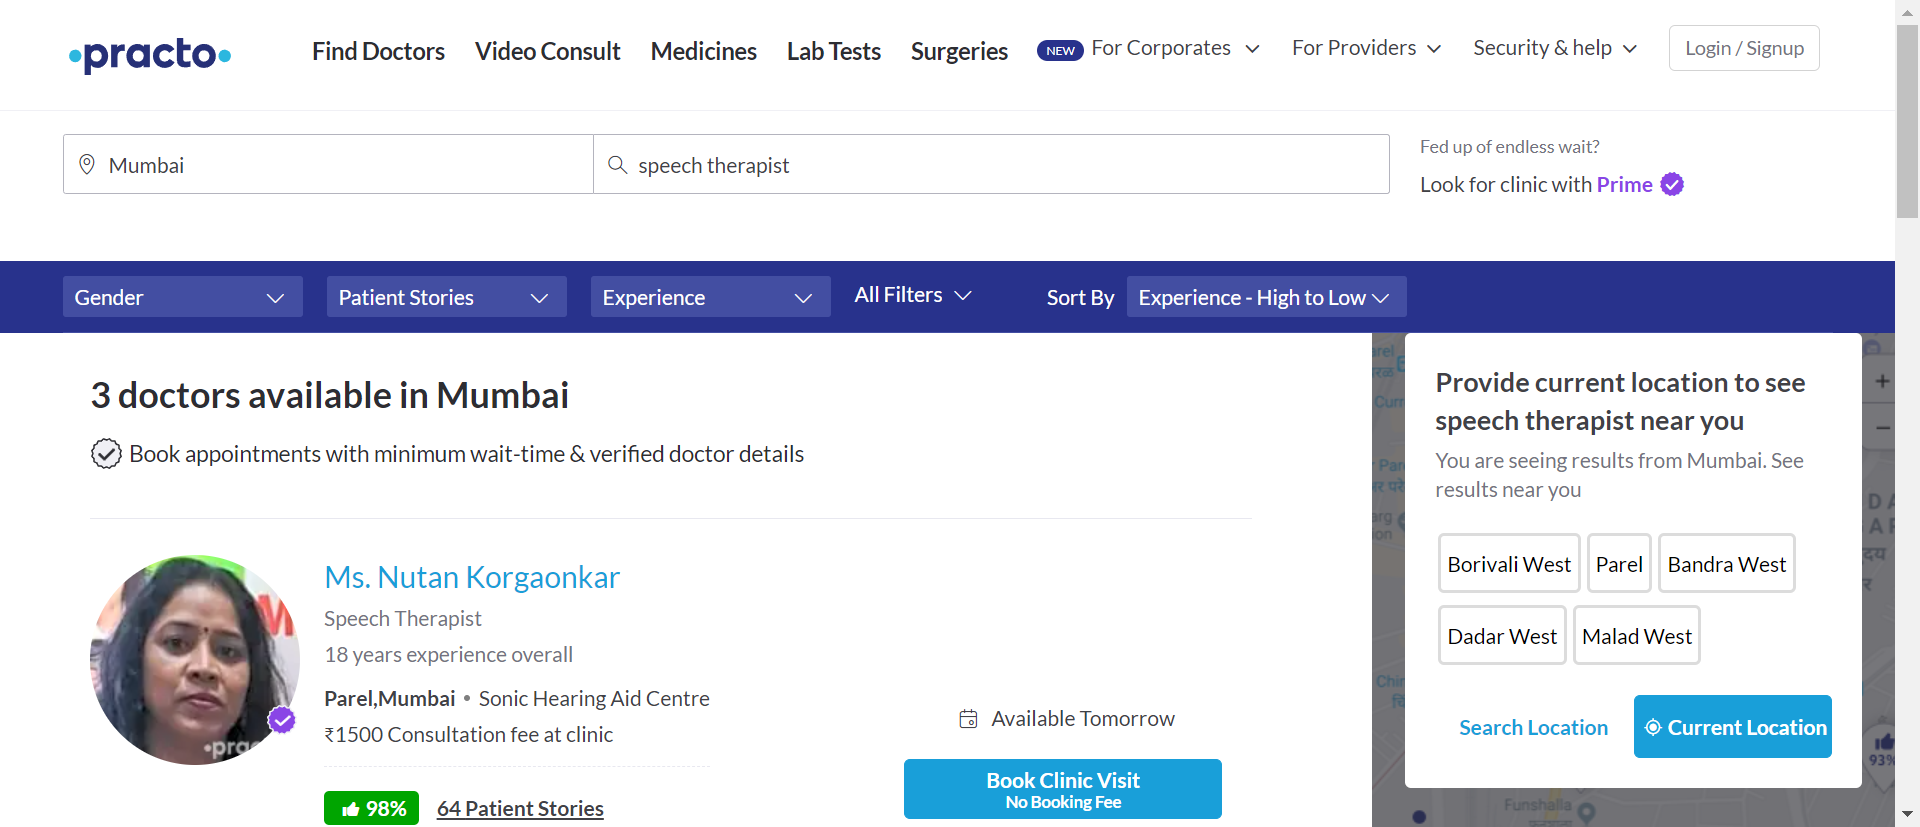 practo
Find Doctors
Video Consult
Medicines
Lab Tests
Surgeries
NEW For Corporates
For Providers
Security & help
Login / Signup
Mumbai
speech therapist
Fed up of endless wait?
Look for clinic with Prime
Gender
Patient Stories
Experience
All Filters
Sort By
Experience - High to Low
3 doctors available in Mumbai
Book appointments with minimum wait-time & verified doctor details
Ms. Nutan Korgaonkar
Speech Therapist
18 years experience overall
Parel,Mumbai • Sonic Hearing Aid Centre
₹1500 Consultation fee at clinic
98%
64 Patient Stories
Available Tomorrow
Book Clinic Visit
No Booking Fee
Provide current location to see
speech therapist near you
You are seeing results from Mumbai. See
results near you
Borivali West
Parel
Bandra West
Dadar West
Malad West
Search Location
Current Location
93%
Funshalla